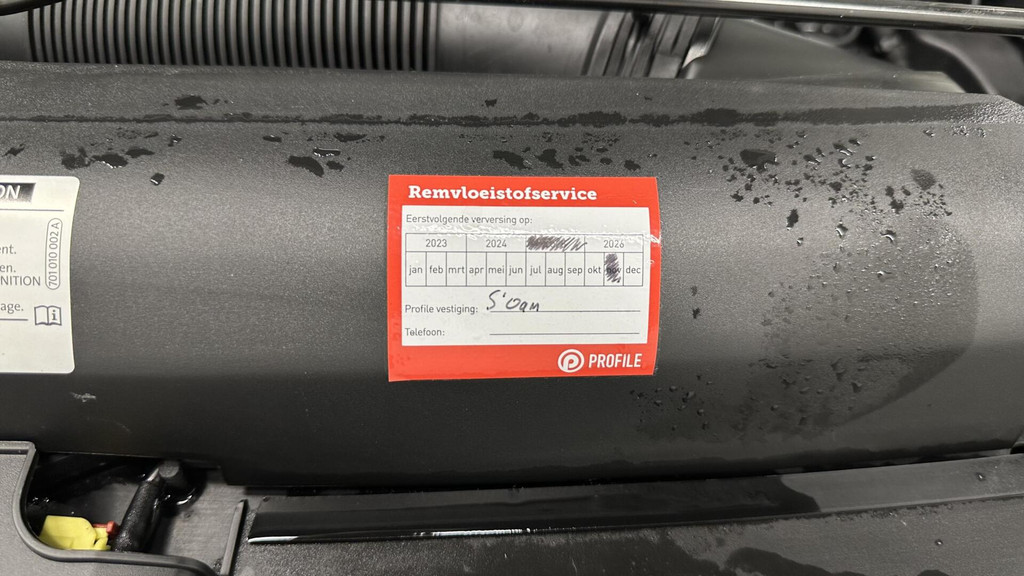 Remvloeistofservice
Eerstvolgende verversing op:
2023 2024 2026
jan feb mrt apr mei jun jul aug sep okt nov dec
Profile vestiging: S'Oan
Telefoon:
PROFILE
ON
ent.
en.
NITION
age.
701 010 002 A